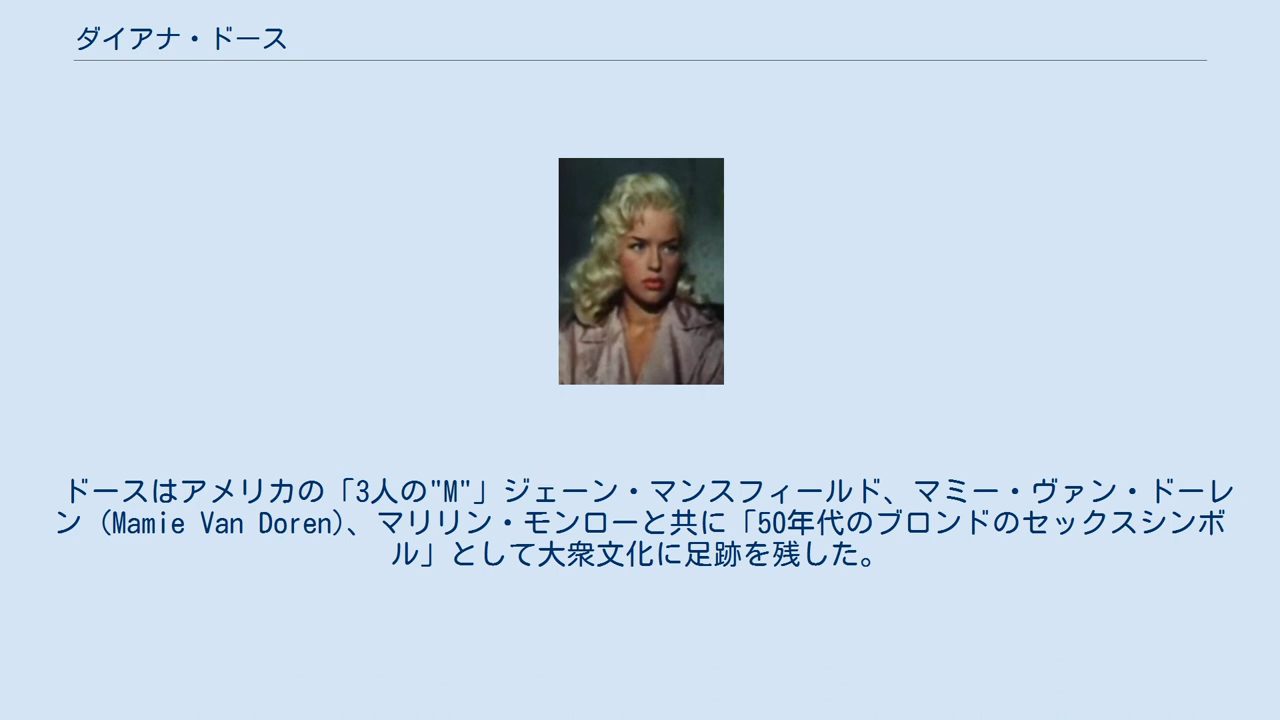 ダイアナ・ドース
ドースはアメリカの「3人の"M"」ジェーン・マンスフィールド、マミー・ヴァン・ドーレ
ン (Mamie Van Doren)、マリリン・モンローと共に「50年代のブロンドのセックスシンボ
ル」として大衆文化に足跡を残した。